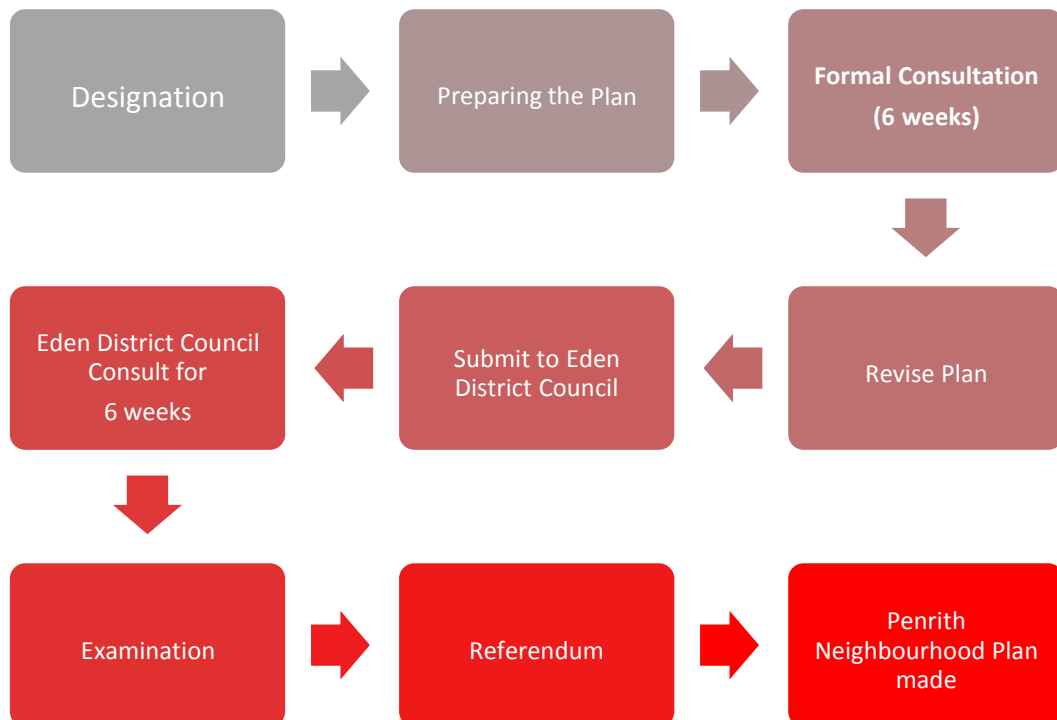 Designation
Preparing the Plan
Formal Consultation
(6 weeks)
Revise Plan
Submit to Eden
District Council
Eden District Council
Consult for
6 weeks
Examination
Referendum
Penrith
Neighbourhood Plan
made